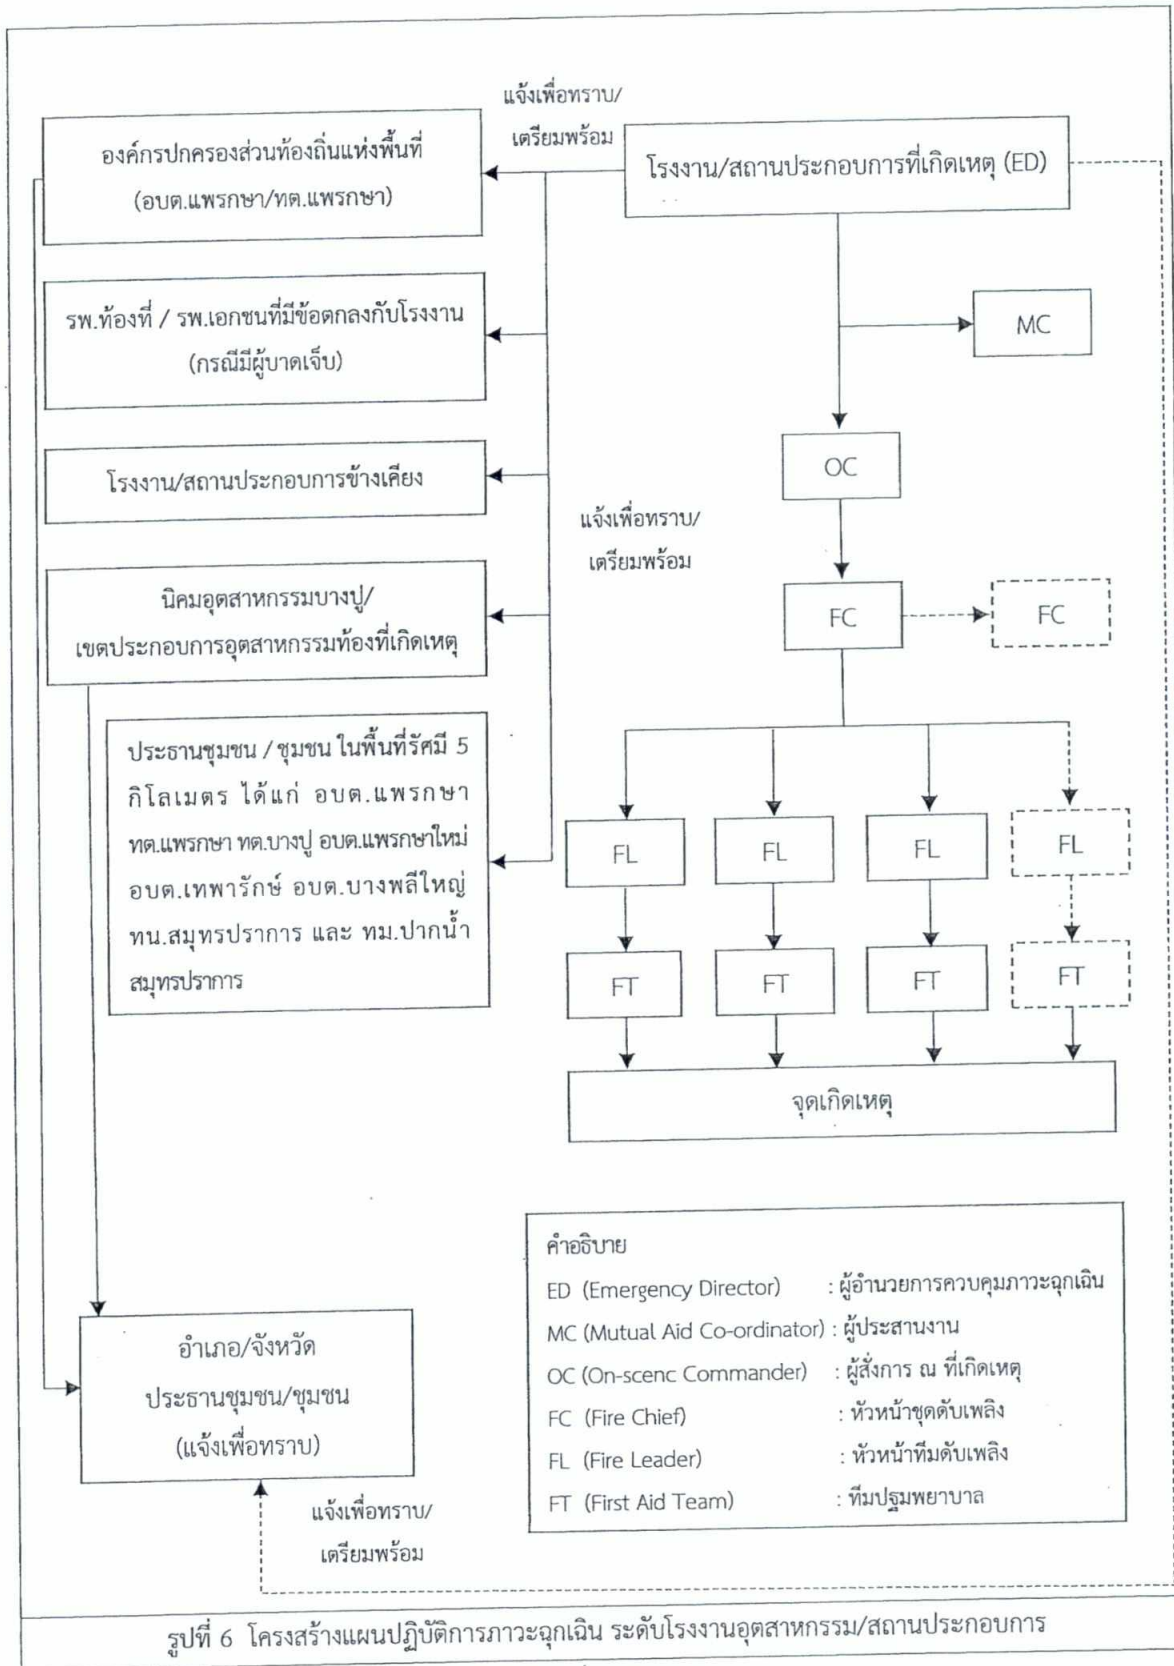 แจ้งเพื่อทราบ/
เตรียมพร้อม
องค์กรปกครองส่วนท้องถิ่นแห่งพื้นที่
(อบต.แพรกษา/ทต.แพรกษา)
โรงงาน/สถานประกอบการที่เกิดเหตุ (ED)
รพ.ท้องที่ / รพ.เอกชนที่มีข้อตกลงกับโรงงาน
(กรณีมีผู้บาดเจ็บ)
MC
โรงงาน/สถานประกอบการข้างเคียง
OC
แจ้งเพื่อทราบ/
เตรียมพร้อม
นิคมอุตสาหกรรมบางปู/
เขตประกอบการอุตสาหกรรมท้องที่เกิดเหตุ
FC
FC
ประธานชุมชน / ชุมชน ในพื้นที่รัศมี 5
กิโลเมตร ได้แก่ อบต.แพรกษา
ทต.แพรกษา ทต.บางปู อบต.แพรกษาใหม่
อบต.เทพารักษ์ อบต.บางพลีใหญ่
ทน.สมุทรปราการ และ ทม.ปากน้ำ
สมุทรปราการ
FL
FL
FL
FL
FT
FT
FT
FT
จุดเกิดเหตุ
คำอธิบาย
ED (Emergency Director) : ผู้อำนวยการควบคุมภาวะฉุกเฉิน
MC (Mutual Aid Co-ordinator) : ผู้ประสานงาน
OC (On-scenc Commander) : ผู้สั่งการ ณ ที่เกิดเหตุ
FC (Fire Chief) : หัวหน้าชุดดับเพลิง
FL (Fire Leader) : หัวหน้าทีมดับเพลิง
FT (First Aid Team) : ทีมปฐมพยาบาล
อำเภอ/จังหวัด
ประธานชุมชน/ชุมชน
(แจ้งเพื่อทราบ)
แจ้งเพื่อทราบ/
เตรียมพร้อม
รูปที่ 6 โครงสร้างแผนปฏิบัติการภาวะฉุกเฉิน ระดับโรงงานอุตสาหกรรม/สถานประกอบการ